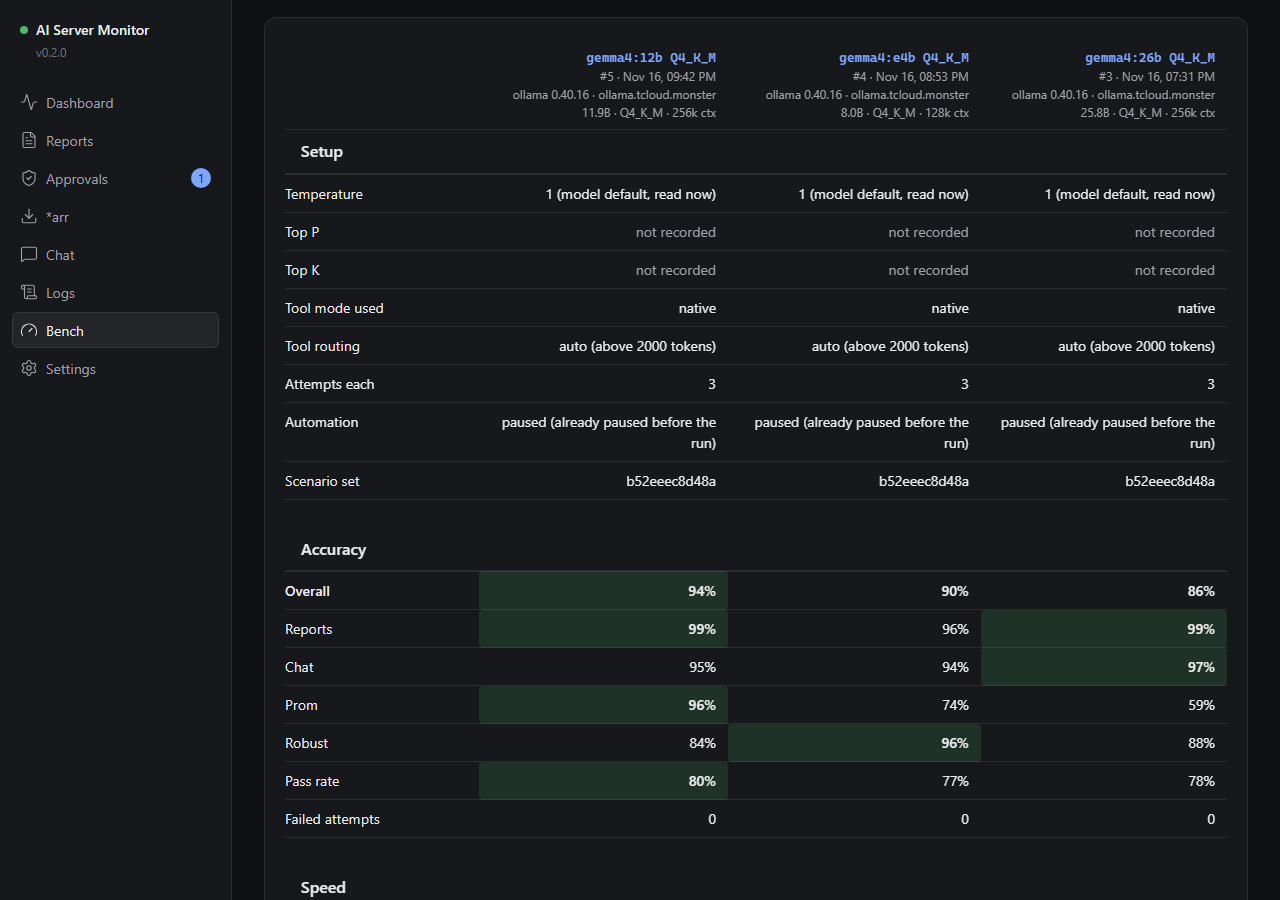 AI Server Monitor
v0.2.0
Dashboard
Reports
Approvals 1
*arr
Chat
Logs
Bench
Settings
gemma4:12b Q4_K_M gemma4:e4b Q4_K_M gemma4:26b Q4_K_M
#5 · Nov 16, 09:42 PM #4 · Nov 16, 08:53 PM #3 · Nov 16, 07:31 PM
ollama 0.40.16 · ollama.tcloud.monster ollama 0.40.16 · ollama.tcloud.monster ollama 0.40.16 · ollama.tcloud.monster
11.9B · Q4_K_M · 256k ctx 8.0B · Q4_K_M · 128k ctx 25.8B · Q4_K_M · 256k ctx
Setup
Temperature 1 (model default, read now) 1 (model default, read now) 1 (model default, read now)
Top P not recorded not recorded not recorded
Top K not recorded not recorded not recorded
Tool mode used native native native
Tool routing auto (above 2000 tokens) auto (above 2000 tokens) auto (above 2000 tokens)
Attempts each 3 3 3
Automation paused (already paused before the run) paused (already paused before the run) paused (already paused before the run)
Scenario set b52eeec8d48a b52eeec8d48a b52eeec8d48a
Accuracy
Overall 94% 90% 86%
Reports 99% 96% 99%
Chat 95% 94% 97%
Prom 96% 74% 59%
Robust 84% 96% 88%
Pass rate 80% 77% 78%
Failed attempts 0 0 0
Speed